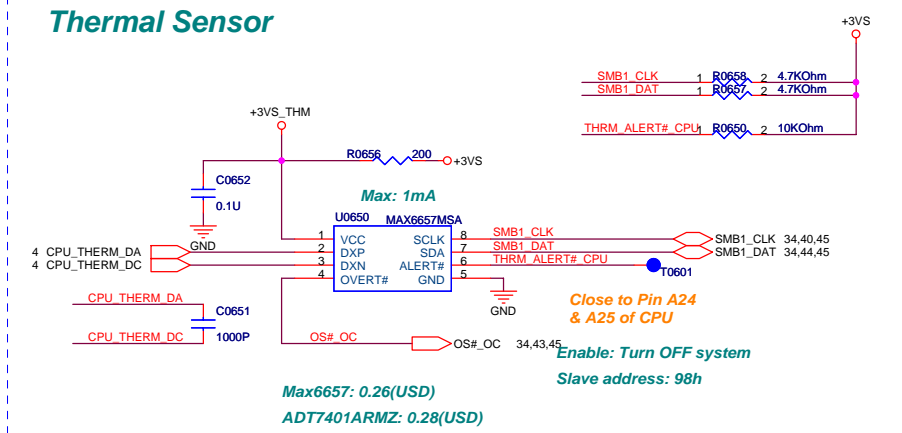 Thermal Sensor
+3VS
SMB1_CLK 1 R0658 2 4.7KOhm
SMB1_DAT 1 R0657 2 4.7KOhm
THRM_ALERT#_CPU 1 R0650 2 10KOhm
+3VS_THM
R0656 200 +3VS
C0652
0.1U
GND
Max: 1mA
U0650 MAX6657MSA
1 VCC SCLK 8 SMB1_CLK
2 DXP SDA 7 SMB1_DAT
3 DXN ALERT# 6 THRM_ALERT#_CPU
4 OVERT# GND 5
4 CPU_THERM_DA
4 CPU_THERM_DC
SMB1_CLK 34,40,45
SMB1_DAT 34,44,45
T0601
GND
CPU_THERM_DA
C0651
1000P
CPU_THERM_DC
OS#_OC
OS#_OC 34,43,45
Close to Pin A24
& A25 of CPU
Enable: Turn OFF system
Slave address: 98h
Max6657: 0.26(USD)
ADT7401ARMZ: 0.28(USD)